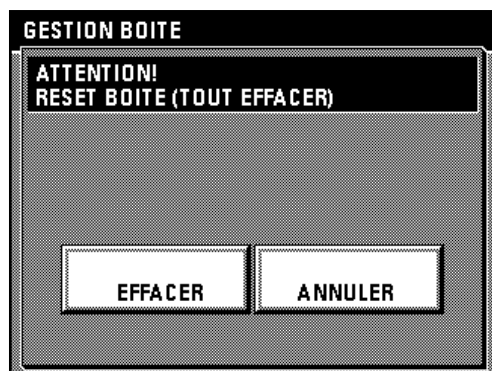 GESTION BOITE
ATTENTION!
RESET BOITE (TOUT EFFACER)
EFFACER
ANNULER